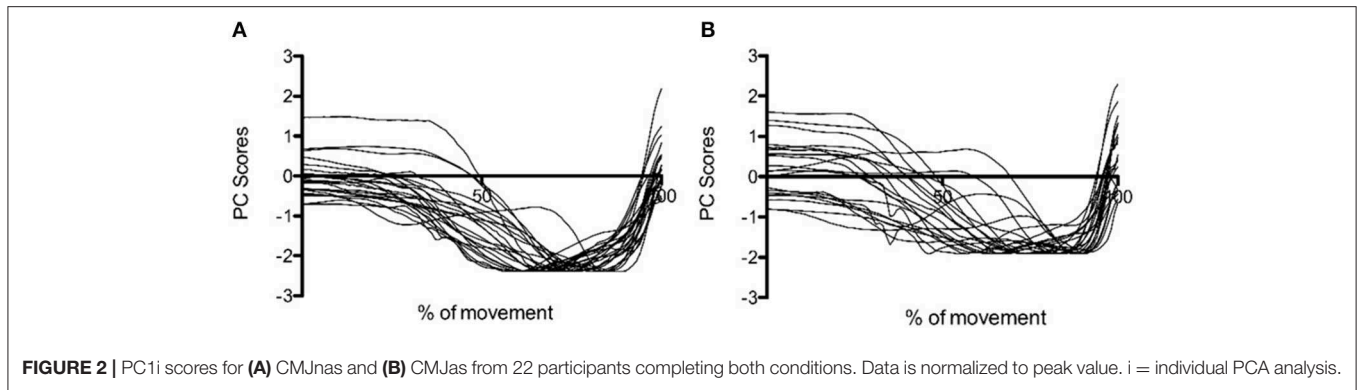 A
B
3
2
1
0
-1
-2
-3
PC Scores
50
00
% of movement
3
2
1
0
-1
-2
-3
PC Scores
50
00
% of movement
FIGURE 2 | PC1i scores for (A) CMJnas and (B) CMJas from 22 participants completing both conditions. Data is normalized to peak value. i = individual PCA analysis.